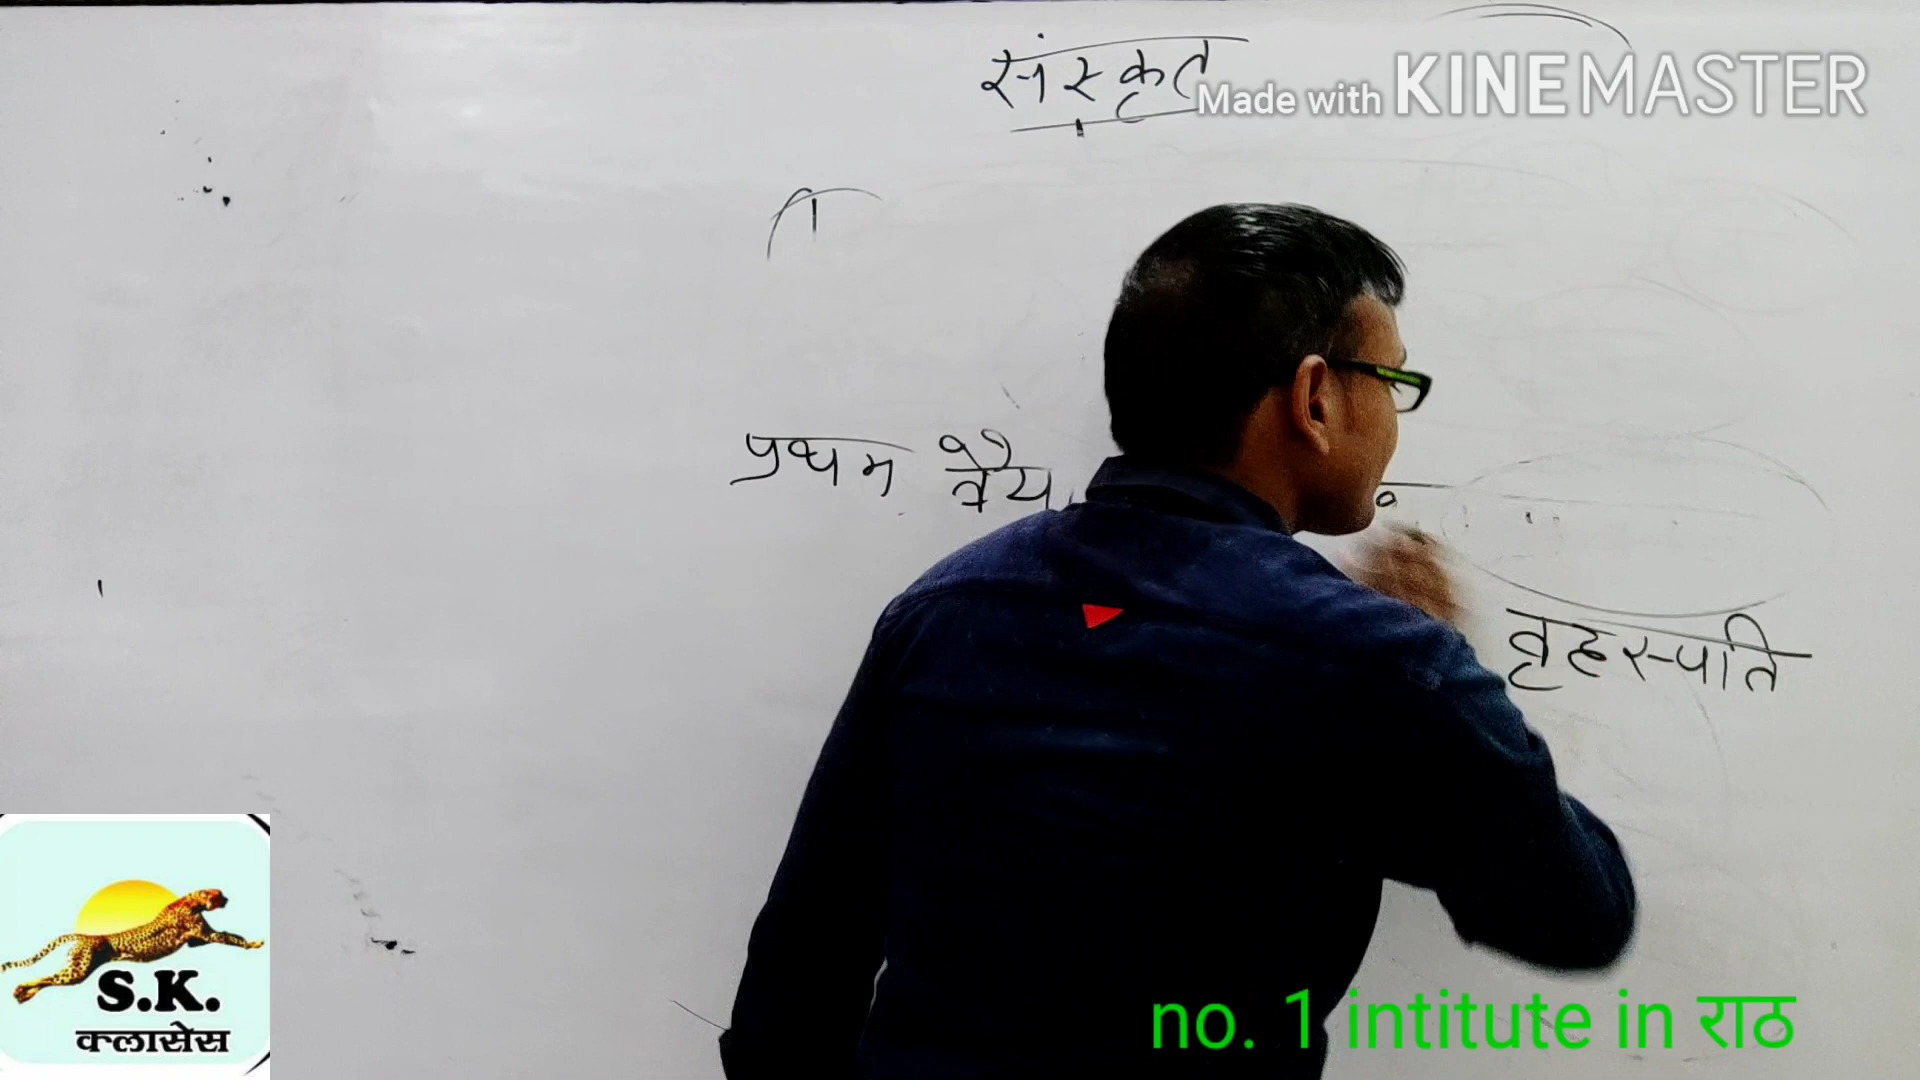 संस्कृत
Made with KINEMASTER
प्रथम
बृहस्पति
S.K.
क्लासेस
no. 1 intitute in राठ